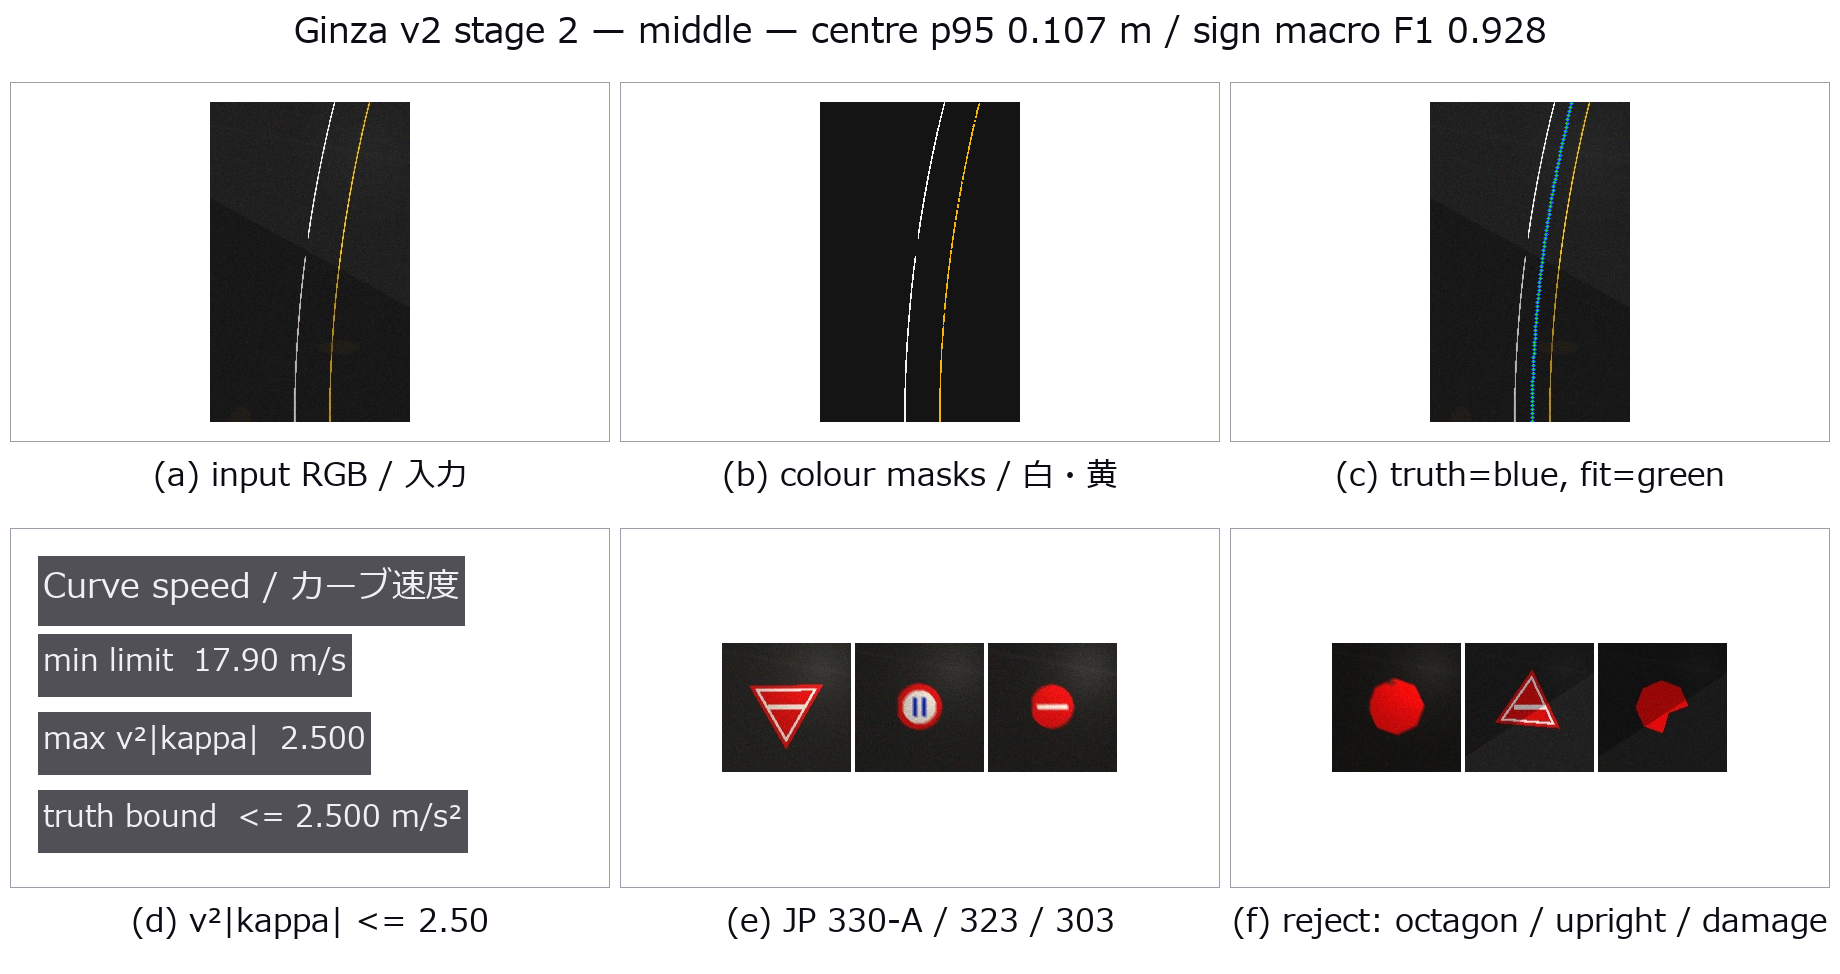 Ginza v2 stage 2 — middle — centre p95 0.107 m / sign macro F1 0.928
(a) input RGB / 入力
(b) colour masks / 白・黄
(c) truth=blue, fit=green
Curve speed / カーブ速度
min limit 17.90 m/s
max v²|kappa| 2.500
truth bound <= 2.500 m/s²
(d) v²|kappa| <= 2.50
(e) JP 330-A / 323 / 303
(f) reject: octagon / upright / damage